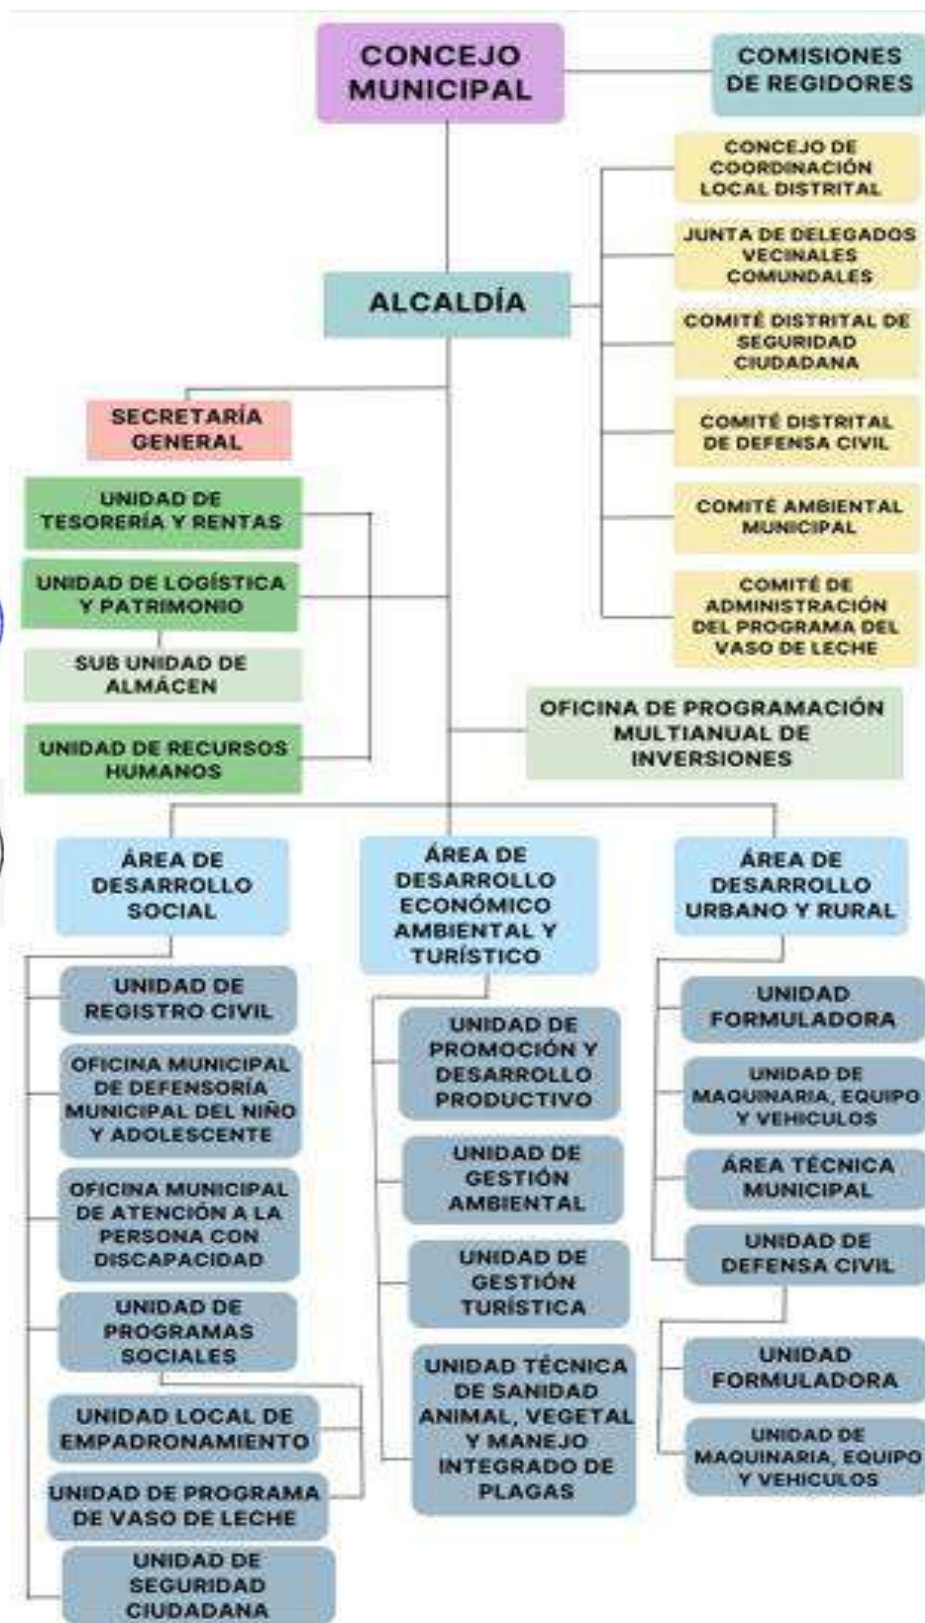 CONCEJO
MUNICIPAL
COMISIONES
DE REGIDORES
CONCEJO DE
COORDINACIÓN
LOCAL DISTRITAL
JUNTA DE DELEGADOS
VECINALES
COMUNDALES
ALCALDÍA
COMITÉ DISTRITAL DE
SEGURIDAD
CIUDADANA
SECRETARÍA
GENERAL
COMITÉ DISTRITAL
DE DEFENSA CIVIL
UNIDAD DE
TESORERÍA Y RENTAS
COMITÉ AMBIENTAL
MUNICIPAL
UNIDAD DE LOGÍSTICA
Y PATRIMONIO
COMITÉ DE
ADMINISTRACIÓN
DEL PROGRAMA DEL
VASO DE LECHE
SUB UNIDAD DE
ALMÁCEN
OFICINA DE PROGRAMACIÓN
MULTIANUAL DE
INVERSIONES
UNIDAD DE RECURSOS
HUMANOS
ÁREA DE
DESARROLLO
SOCIAL
UNIDAD DE
REGISTRO CIVIL
OFICINA MUNICIPAL
DE DEFENSORÍA
MUNICIPAL DEL NIÑO
Y ADOLESCENTE
OFICINA MUNICIPAL
DE ATENCIÓN A LA
PERSONA CON
DISCAPACIDAD
UNIDAD DE
PROGRAMAS
SOCIALES
UNIDAD LOCAL DE
EMPADRONAMIENTO
UNIDAD DE PROGRAMA
DE VASO DE LECHE
UNIDAD DE
SEGURIDAD
CIUDADANA
ÁREA DE
DESARROLLO
ECONÓMICO
AMBIENTAL Y
TURÍSTICO
UNIDAD DE
PROMOCIÓN Y
DESARROLLO
PRODUCTIVO
UNIDAD DE
GESTIÓN
AMBIENTAL
UNIDAD DE
GESTIÓN
TURÍSTICA
UNIDAD TÉCNICA
DE SANIDAD
ANIMAL, VEGETAL
Y MANEJO
INTEGRADO DE
PLAGAS
ÁREA DE
DESARROLLO
URBANO Y RURAL
UNIDAD
FORMULADORA
UNIDAD DE
MAQUINARIA, EQUIPO
Y VEHICULOS
ÁREA TÉCNICA
MUNICIPAL
UNIDAD DE
DEFENSA CIVIL
UNIDAD
FORMULADORA
UNIDAD DE
MAQUINARIA, EQUIPO
Y VEHICULOS